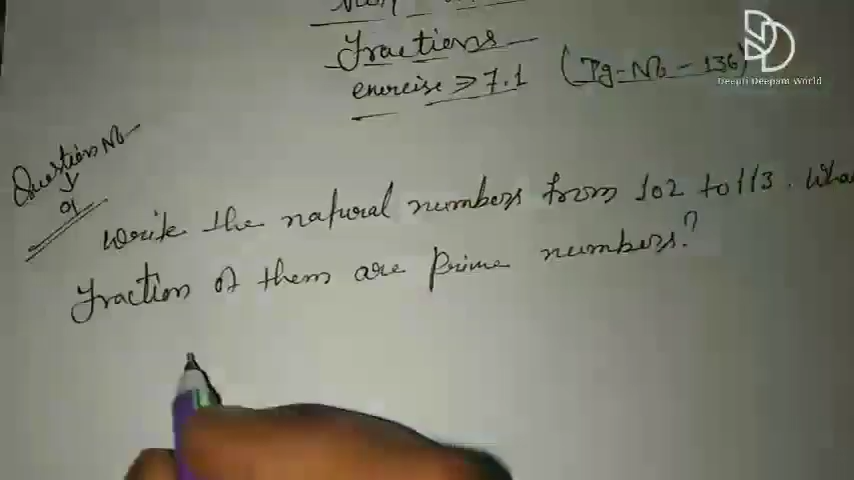 Fractions
exercise ⇒ 7.1 (Pg-No - 136)
Deepti Deepam World
Question No
9
Write the natural numbers from 102 to 113. What
fraction of them are prime numbers?